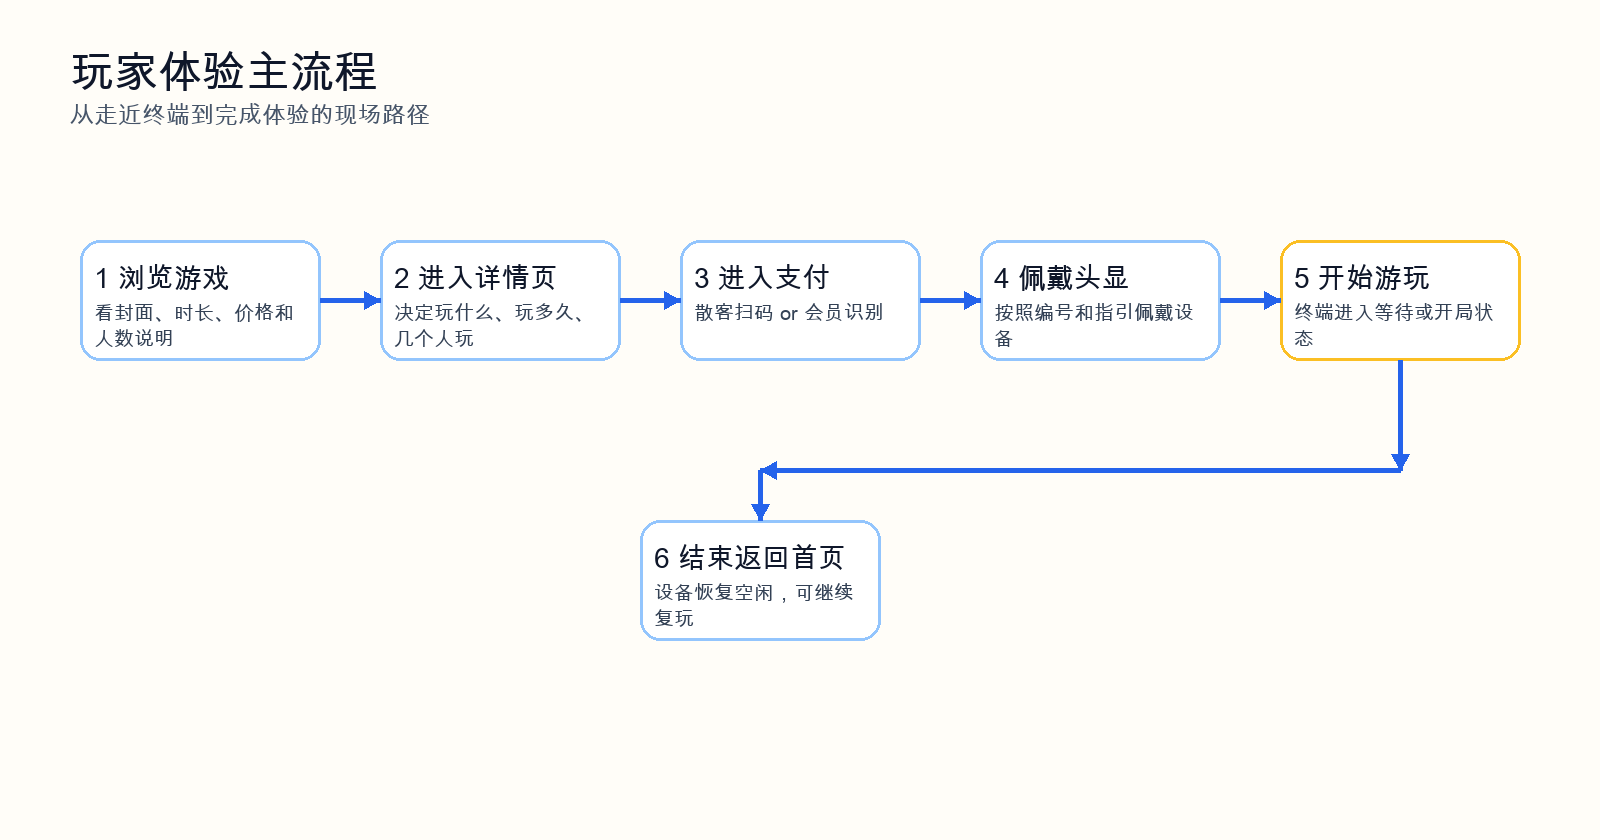 玩家体验主流程
从走近终端到完成体验的现场路径
1 浏览游戏
看封面、时长、价格和
人数说明
2 进入详情页
决定玩什么、玩多久、
几个人玩
3 进入支付
散客扫码 or 会员识别
4 佩戴头显
按照编号和指引佩戴设
备
5 开始游玩
终端进入等待或开局状
态
6 结束返回首页
设备恢复空闲，可继续
复玩